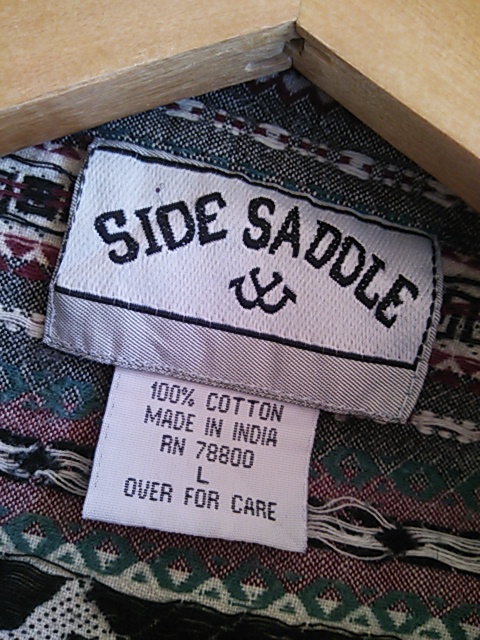 SIDE SADDLE
100% COTTON
MADE IN INDIA
RN 78800
L
OVER FOR CARE